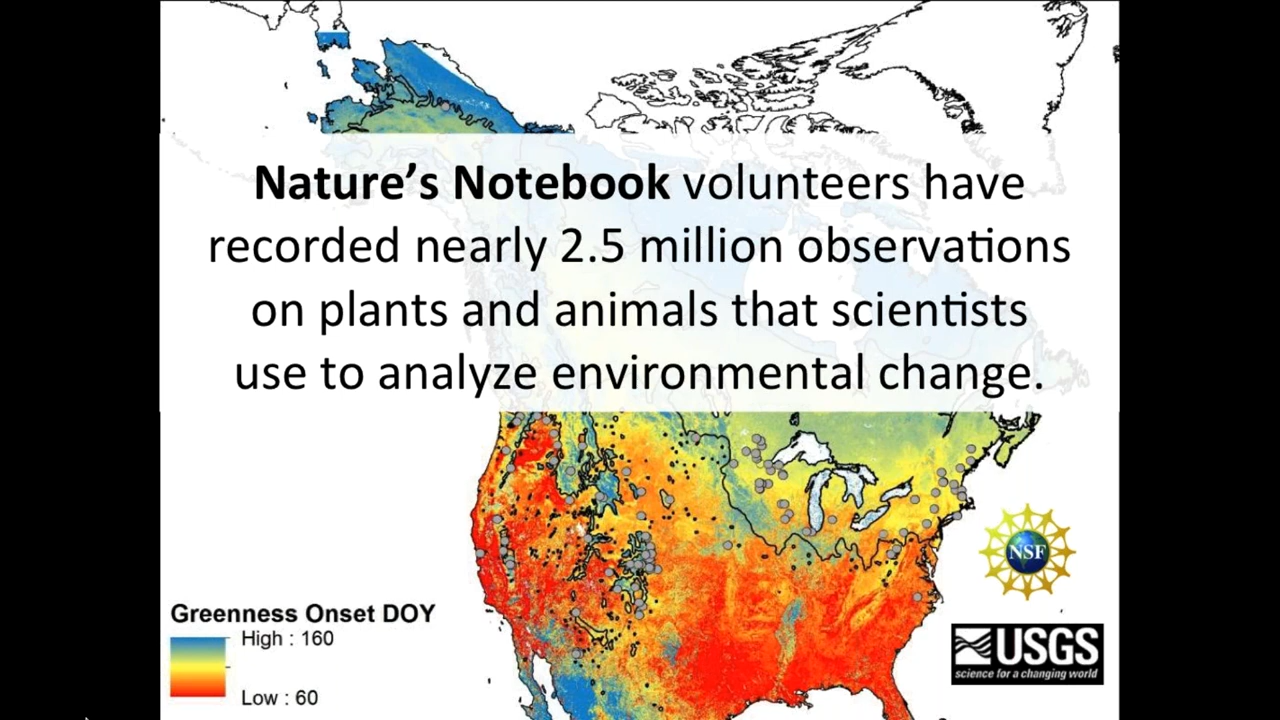 Nature's Notebook volunteers have
recorded nearly 2.5 million observations
on plants and animals that scientists
use to analyze environmental change.
NSF
Greenness Onset DOY
High : 160
Low : 60
USGS
science for a changing world